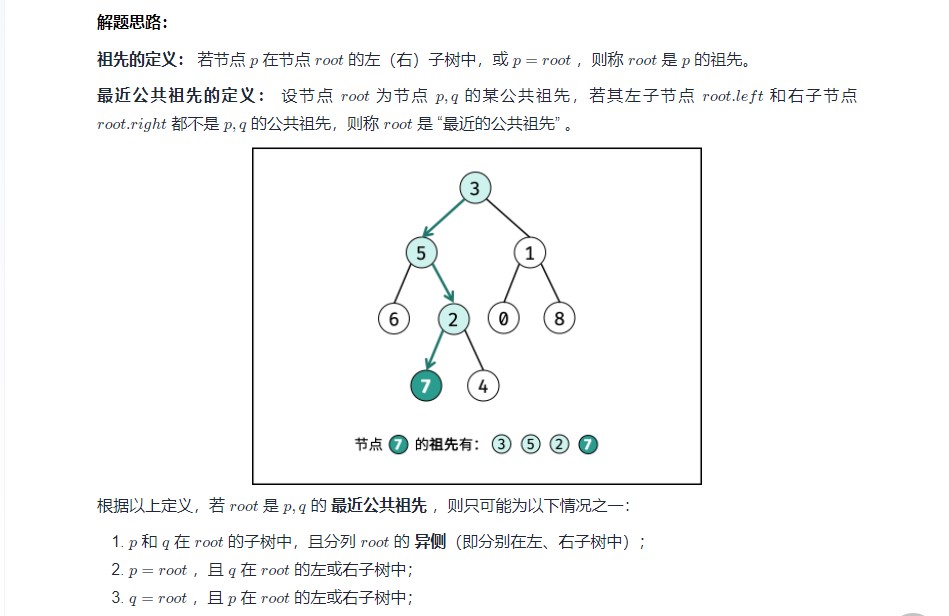 解题思路：
祖先的定义： 若节点 p 在节点 root 的左（右）子树中，或 p = root ，则称 root 是 p 的祖先。
最近公共祖先的定义： 设节点 root 为节点 p, q 的某公共祖先，若其左子节点 root.left 和右子节点
root.right 都不是 p, q 的公共祖先，则称 root 是 “最近的公共祖先” 。
3
5 1
6 2 0 8
7 4
节点 7 的祖先有： 3 5 2 7
根据以上定义，若 root 是 p, q 的 最近公共祖先 ，则只可能为以下情况之一：
1. p 和 q 在 root 的子树中，且分列 root 的 异侧（即分别在左、右子树中）；
2. p = root ，且 q 在 root 的左或右子树中；
3. q = root ，且 p 在 root 的左或右子树中；